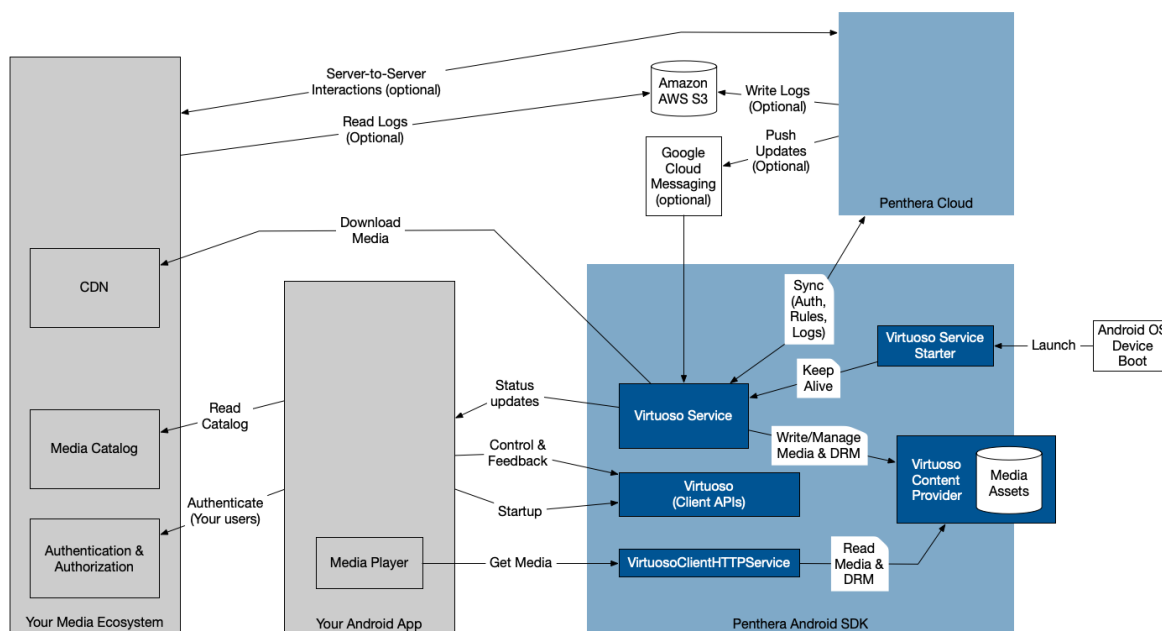 Server-to-Server
Interactions (optional)
Read Logs
(Optional)
Amazon
AWS S3
Write Logs
(Optional)
Push
Updates
(Optional)
Google
Cloud
Messaging
(optional)
Penthera Cloud
Download
Media
CDN
Sync
(Auth,
Rules,
Logs)
Virtuoso Service
Starter
Launch
Android OS
Device
Boot
Keep
Alive
Status
updates
Virtuoso Service
Read
Catalog
Media Catalog
Control &
Feedback
Write/Manage
Media & DRM
Virtuoso
Content
Provider
Media
Assets
Virtuoso
(Client APIs)
Authenticate
(Your users)
Startup
Authentication &
Authorization
Media Player
Get Media
VirtuosoClientHTTPService
Read
Media &
DRM
Your Media Ecosystem
Your Android App
Penthera Android SDK